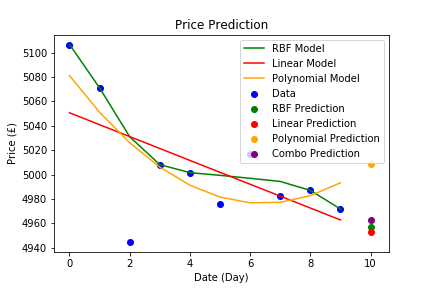 Price Prediction
RBF Model
Linear Model
Polynomial Model
Data
RBF Prediction
Linear Prediction
Polynomial Prediction
Combo Prediction
Price (£)
5100
5080
5060
5040
5020
5000
4980
4960
4940
0 2 4 6 8 10
Date (Day)